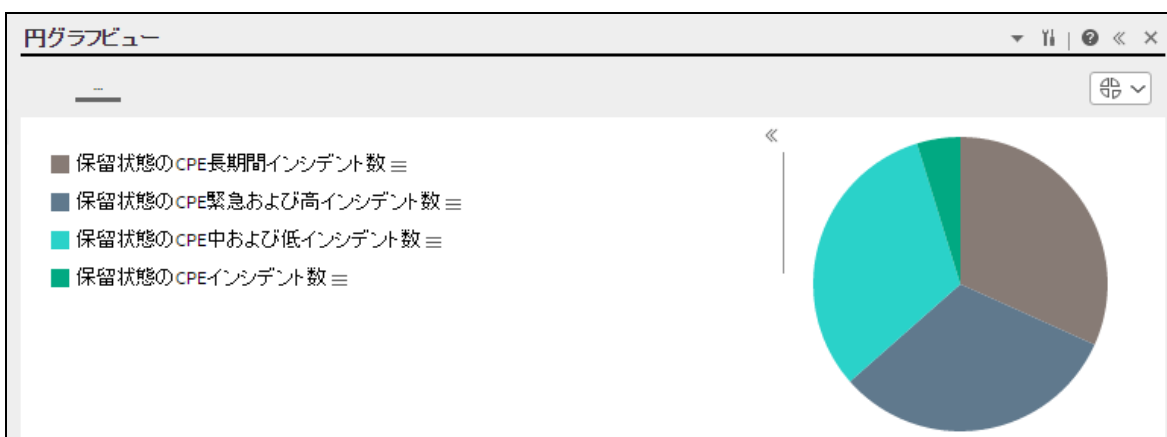 円グラフビュー
...
保留状態のCPE長期間インシデント数
保留状態のCPE緊急および高インシデント数
保留状態のCPE中および低インシデント数
保留状態のCPEインシデント数